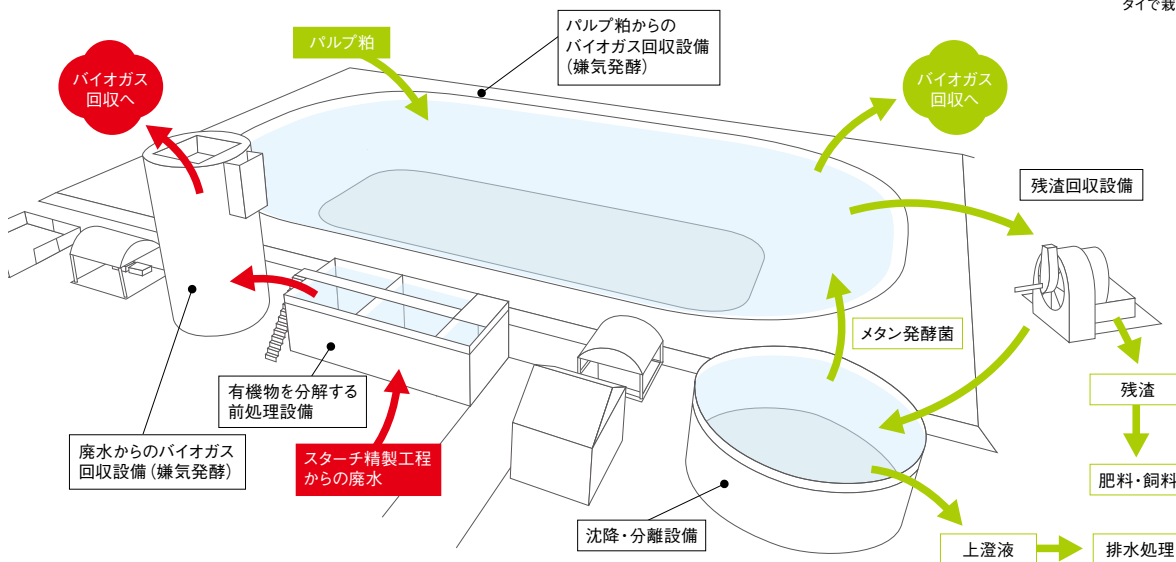 タイで栽
パルプ粕からの
バイオガス回収設備
(嫌気発酵)
パルプ粕
バイオガス
回収へ
バイオガス
回収へ
残渣回収設備
メタン発酵菌
有機物を分解する
前処理設備
残渣
廃水からのバイオガス
回収設備(嫌気発酵)
スターチ精製工程
からの廃水
肥料・飼料
沈降・分離設備
上澄液
排水処理